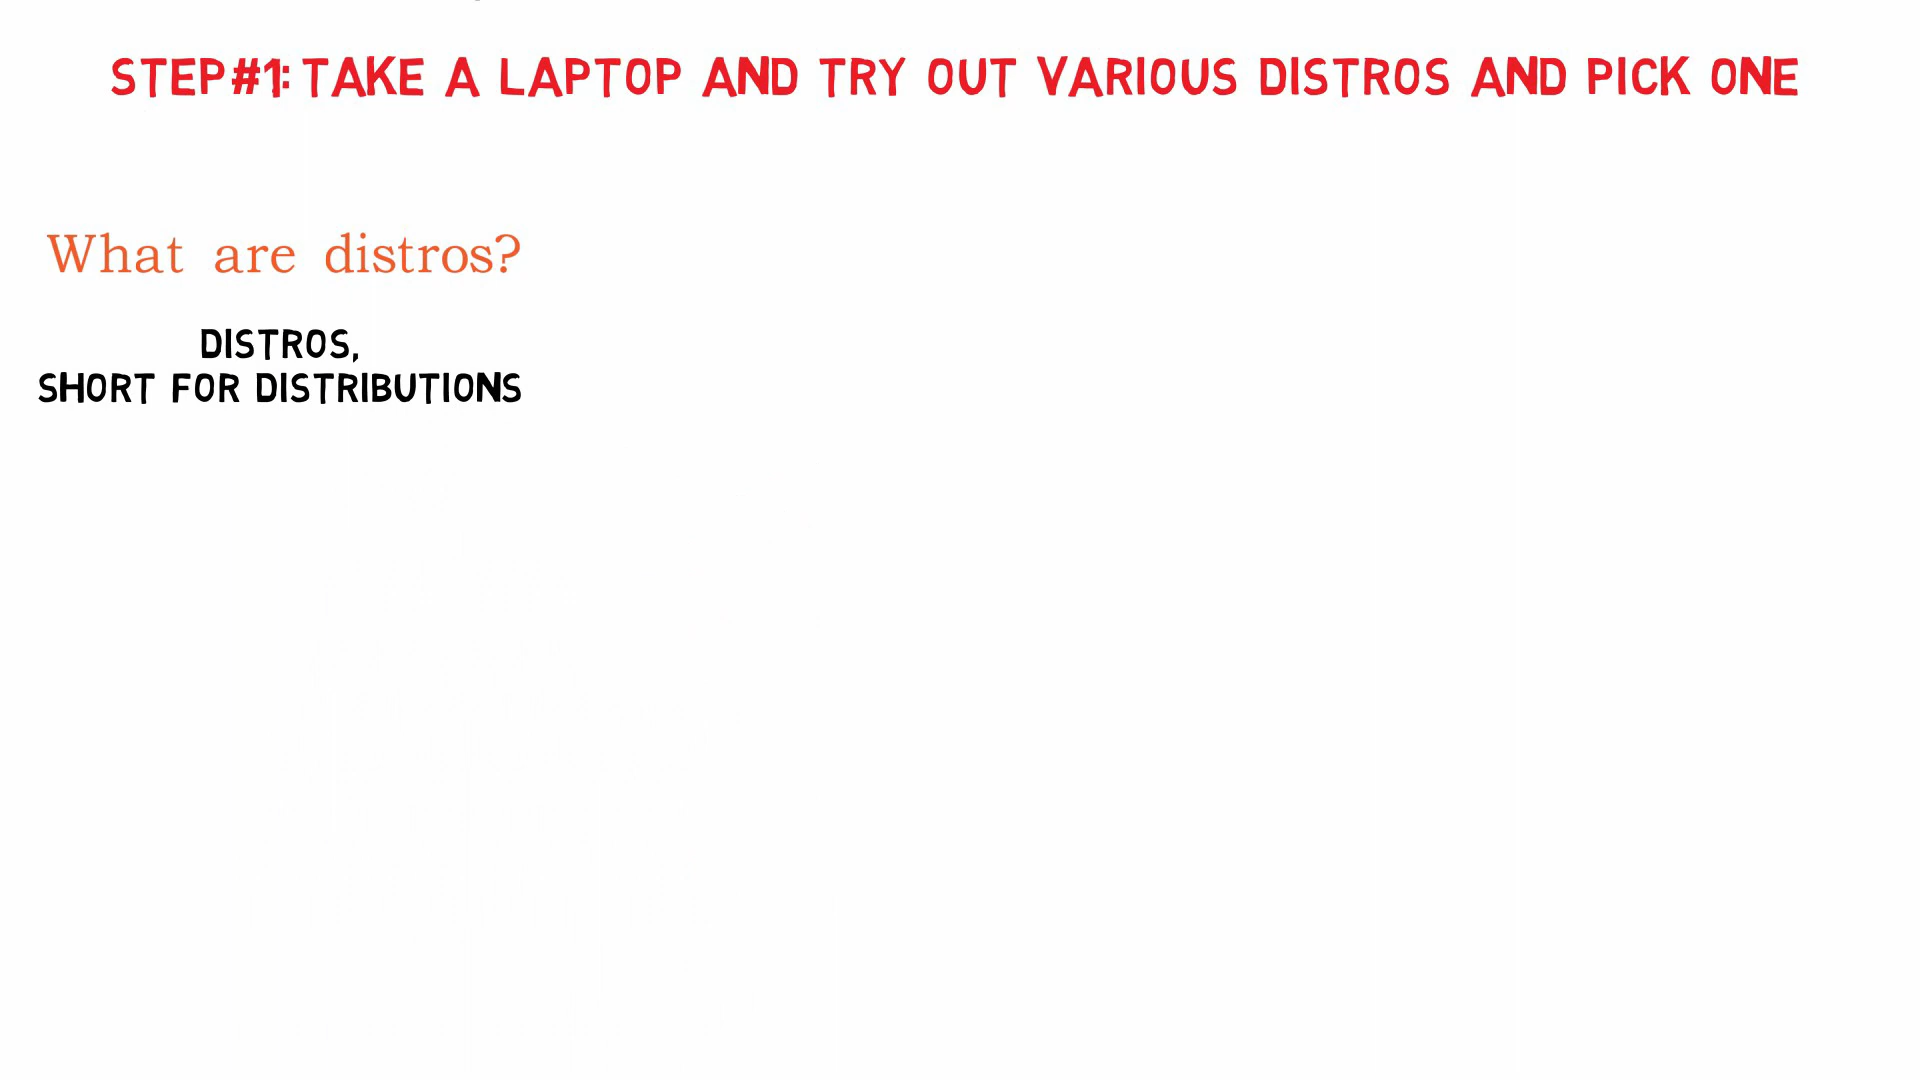 STEP#1: TAKE A LAPTOP AND TRY OUT VARIOUS DISTROS AND PICK ONE
What are distros?
DISTROS,
SHORT FOR DISTRIBUTIONS